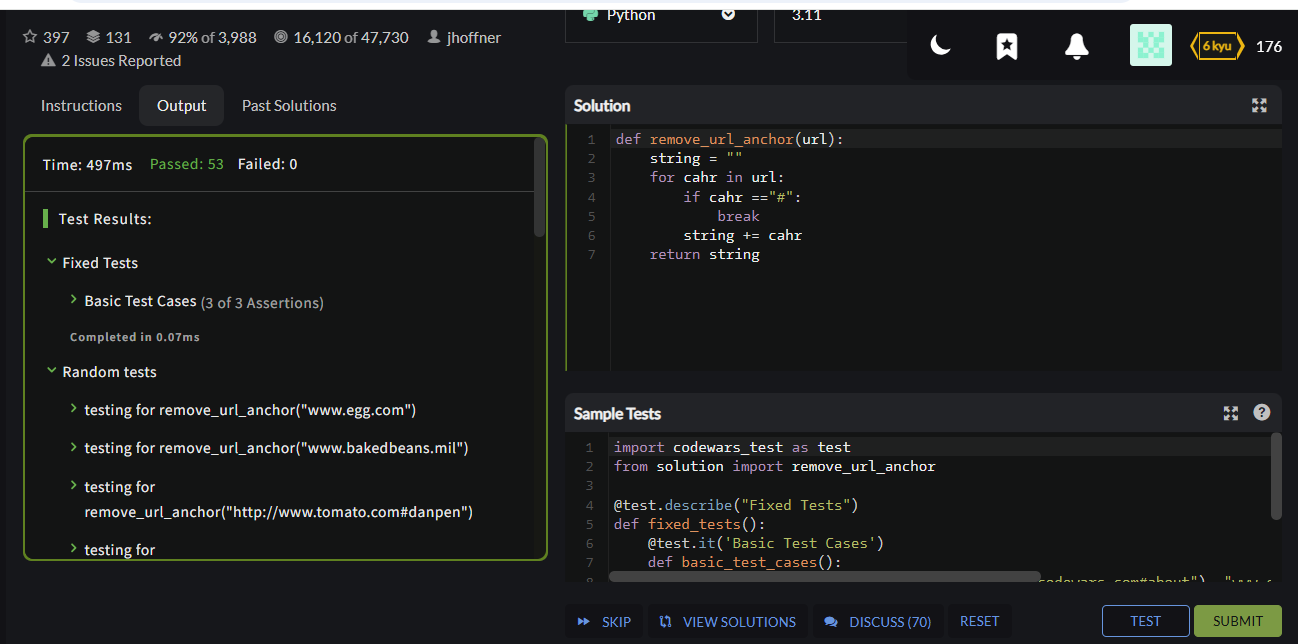 Python
3.11
397 131 92% of 3,988 16,120 of 47,730 jhoffner
2 Issues Reported
6 kyu 176
Instructions Output Past Solutions
Time: 497ms Passed: 53 Failed: 0
Test Results:
Fixed Tests
Basic Test Cases (3 of 3 Assertions)
Completed in 0.07ms
Random tests
testing for remove_url_anchor("www.egg.com")
testing for remove_url_anchor("www.bakedbeans.mil")
testing for
remove_url_anchor("http://www.tomato.com#danpen")
testing for
Solution
1 def remove_url_anchor(url):
2 string = ""
3 for cahr in url:
4 if cahr =="#":
5 break
6 string += cahr
7 return string
Sample Tests
?
1 import codewars_test as test
2 from solution import remove_url_anchor
3
4 @test.describe("Fixed Tests")
5 def fixed_tests():
6 @test.it('Basic Test Cases')
7 def basic_test_cases():
8 codewars.com#about")
SKIP VIEW SOLUTIONS DISCUSS (70) RESET TEST SUBMIT